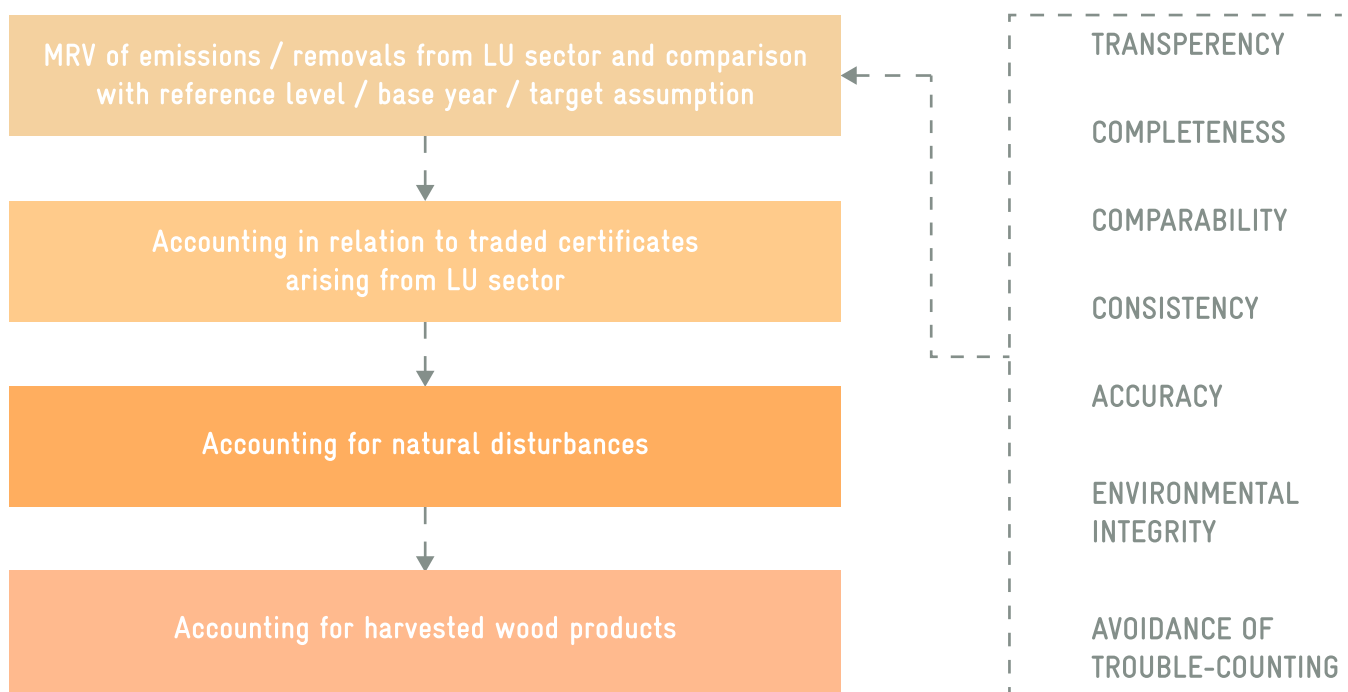 MRV of emissions / removals from LU sector and comparison
with reference level / base year / target assumption
Accounting in relation to traded certificates
arising from LU sector
Accounting for natural disturbances
Accounting for harvested wood products
TRANSPERENCY
COMPLETENESS
COMPARABILITY
CONSISTENCY
ACCURACY
ENVIRONMENTAL
INTEGRITY
AVOIDANCE OF
TROUBLE-COUNTING